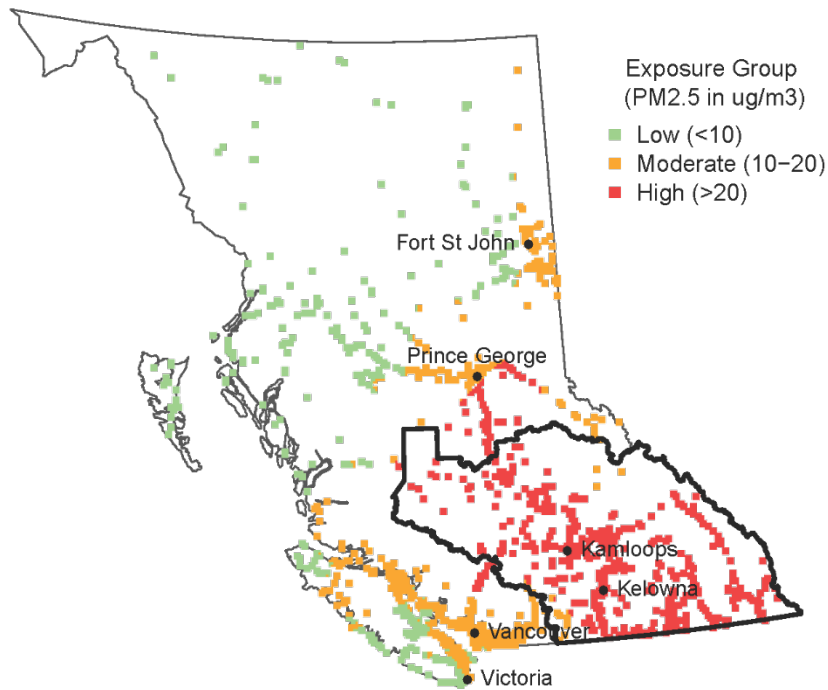 Exposure Group
(PM2.5 in ug/m3)
Low (<10)
Moderate (10−20)
High (>20)
Fort St John
Prince George
Kamloops
Kelowna
Vancouver
Victoria